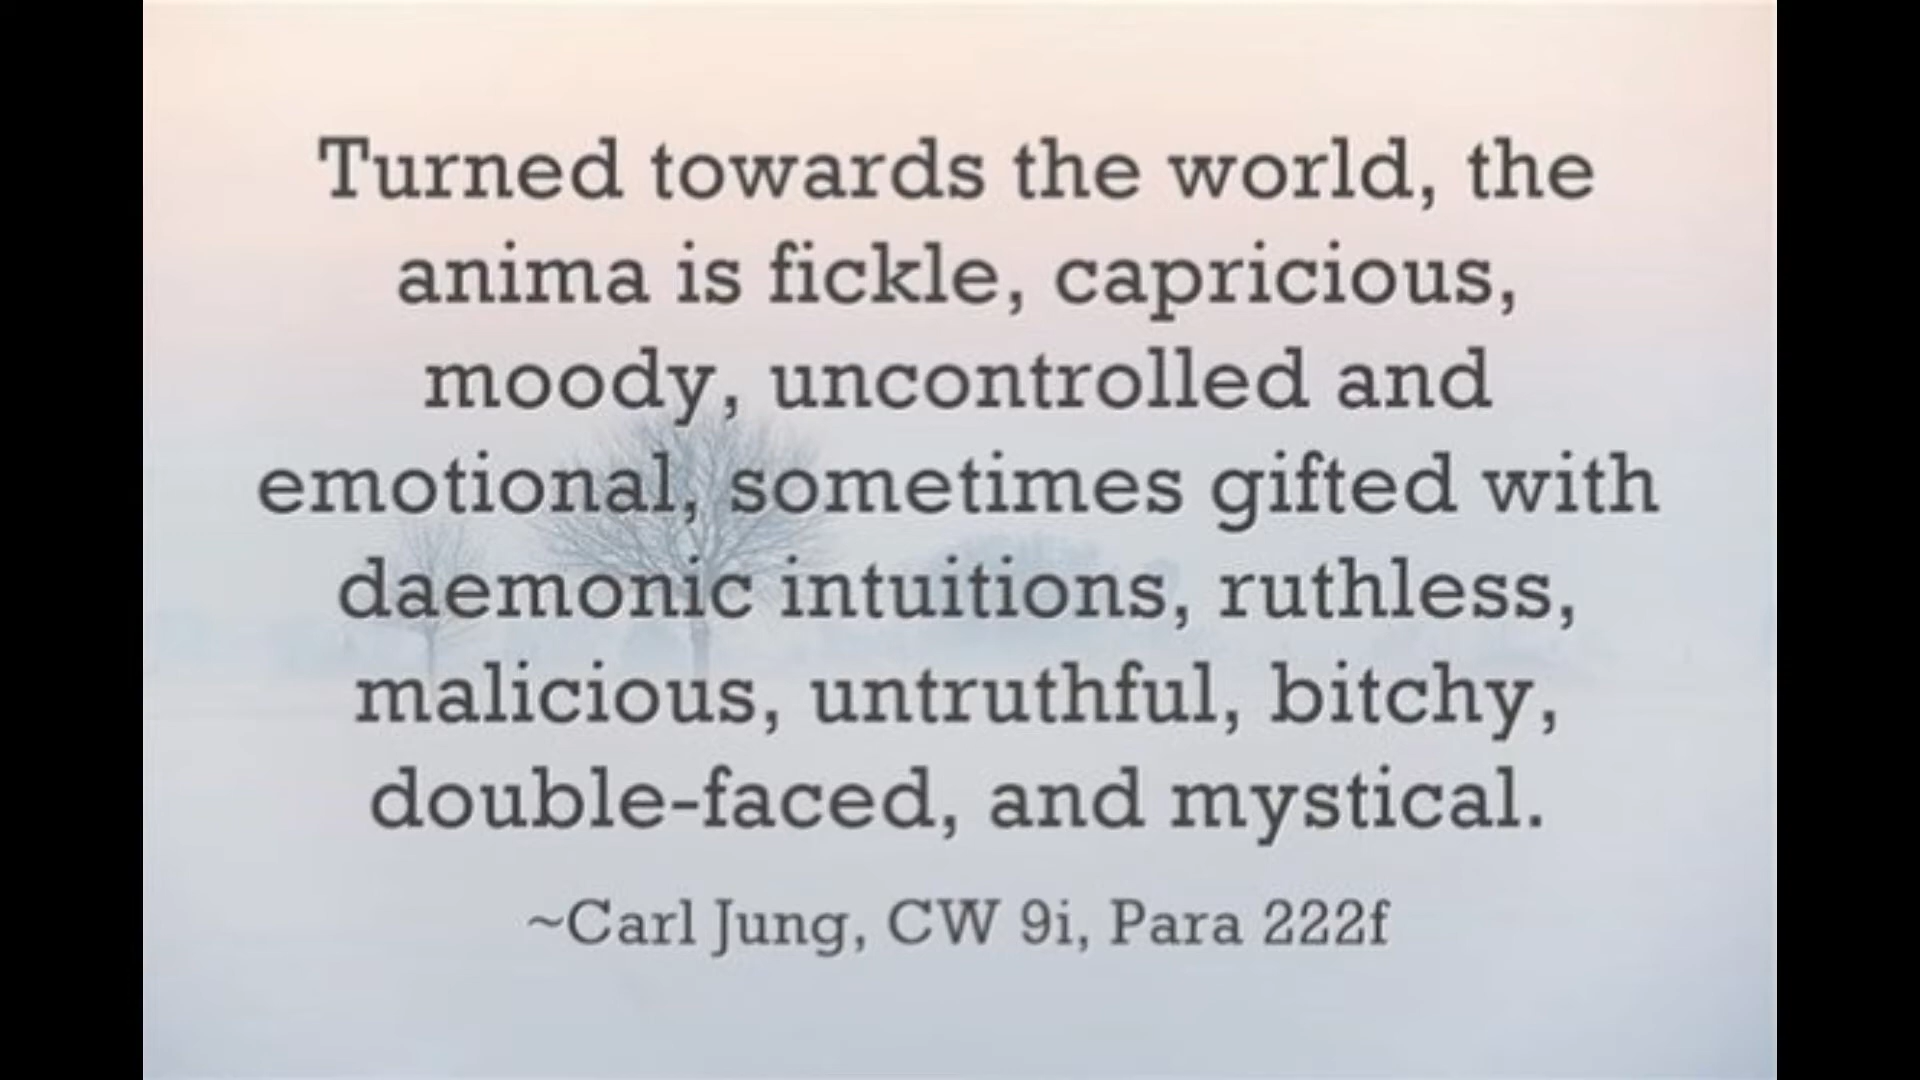 Turned towards the world, the
anima is fickle, capricious,
moody, uncontrolled and
emotional, sometimes gifted with
daemonic intuitions, ruthless,
malicious, untruthful, bitchy,
double-faced, and mystical.
~Carl Jung, CW 9i, Para 222f